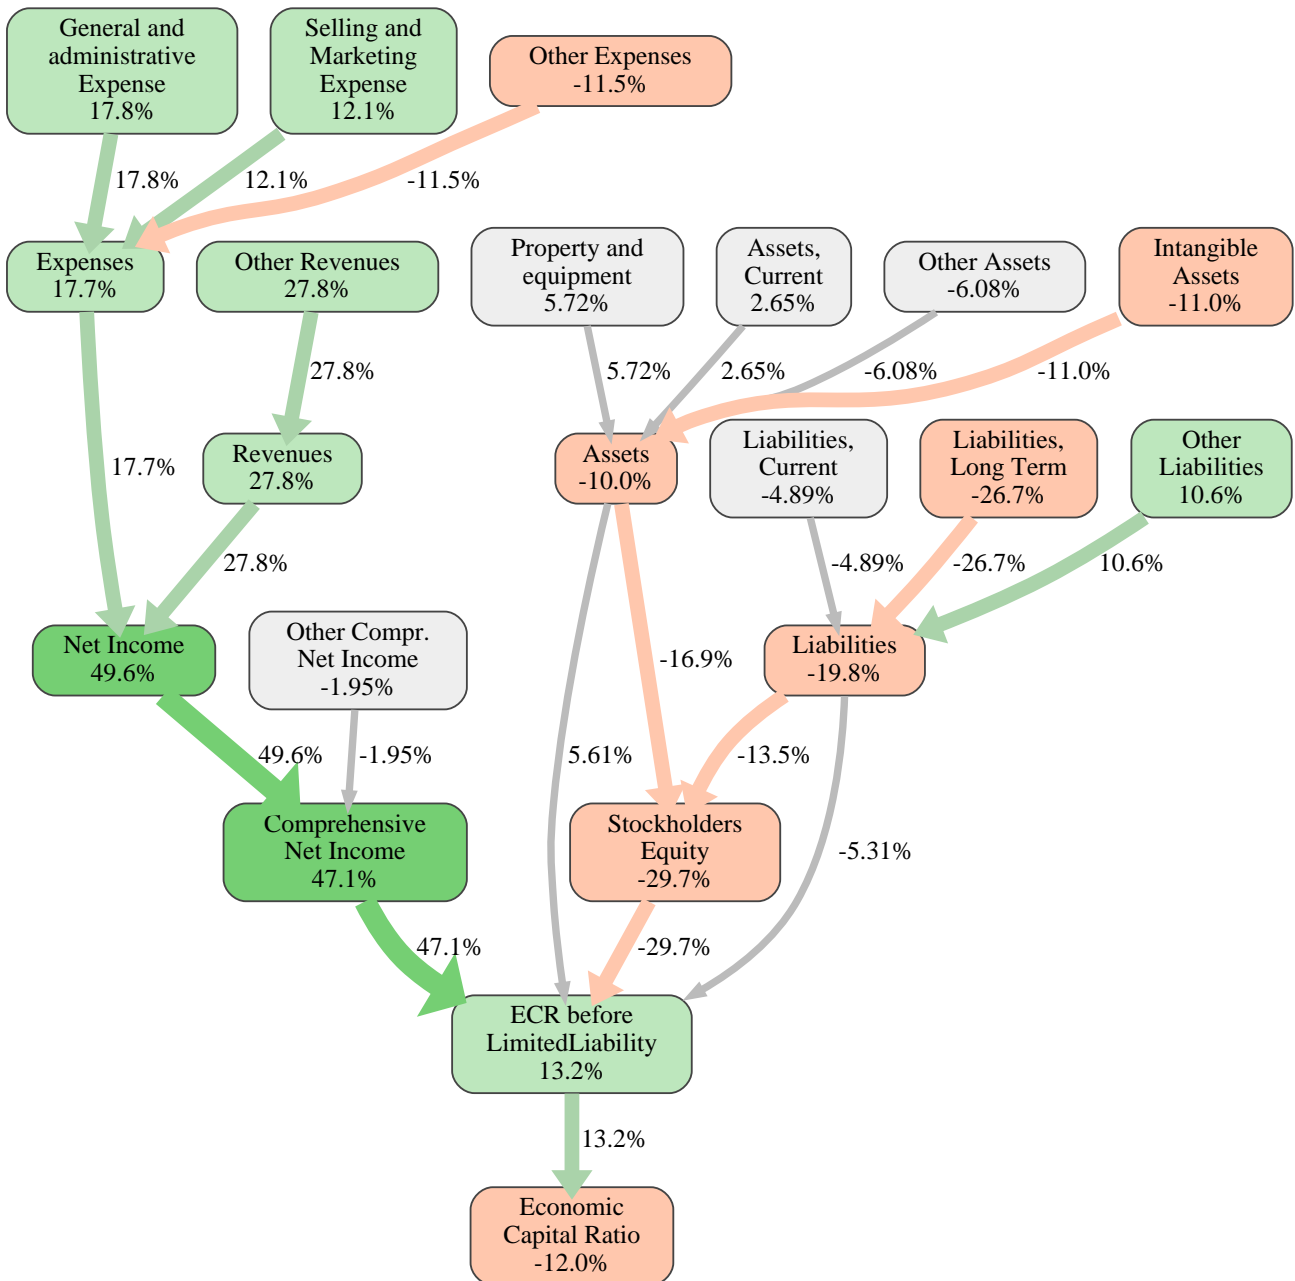 General and
administrative
Expense
17.8%
Selling and
Marketing
Expense
12.1%
Other Expenses
-11.5%
17.8%
12.1%
-11.5%
Expenses
17.7%
Other Revenues
27.8%
Property and
equipment
5.72%
Assets,
Current
2.65%
Other Assets
-6.08%
Intangible
Assets
-11.0%
27.8%
5.72%
2.65%
-6.08%
-11.0%
17.7%
Revenues
27.8%
Assets
-10.0%
Liabilities,
Current
-4.89%
Liabilities,
Long Term
-26.7%
Other
Liabilities
10.6%
27.8%
-4.89%
-26.7%
10.6%
Net Income
49.6%
Other Compr.
Net Income
-1.95%
-16.9%
Liabilities
-19.8%
49.6%
-1.95%
5.61%
-13.5%
Comprehensive
Net Income
47.1%
Stockholders
Equity
-29.7%
-5.31%
47.1%
-29.7%
ECR before
LimitedLiability
13.2%
13.2%
Economic
Capital Ratio
-12.0%